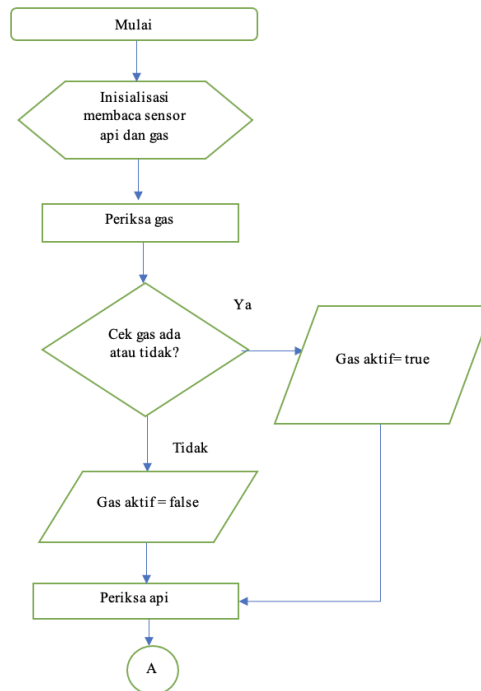 Mulai
Inisialisasi
membaca sensor
api dan gas
Periksa gas
Ya
Cek gas ada
atau tidak?
Gas aktif= true
Tidak
Gas aktif = false
Periksa api
A